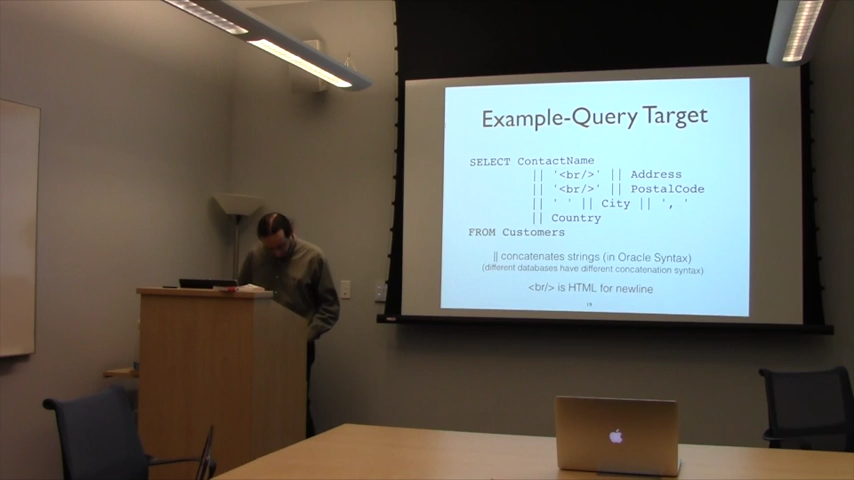 Example-Query Target
SELECT ContactName
|| '<br/>' || Address
|| '<br/>' || PostalCode
|| ' ' || City || ', '
|| Country
FROM Customers
|| concatenates strings (in Oracle Syntax)
(different databases have different concatenation syntax)
<br/> is HTML for newline
19